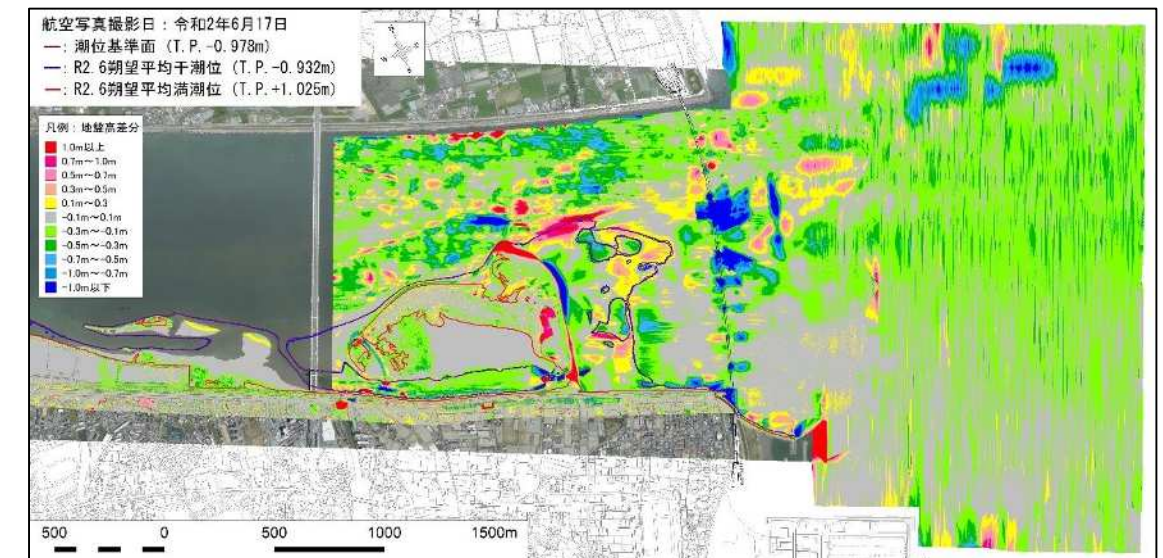 航空写真撮影日：令和2年6月17日
―：潮位基準面 (T.P.-0.978m)
―：R2.6朔望平均干潮位 (T.P.-0.932m)
―：R2.6朔望平均満潮位 (T.P.+1.025m)
凡例：地盤高差分
1.0m以上
0.7m～1.0m
0.5m～0.7m
0.3m～0.5m
0.1m～0.3
-0.1m～0.1m
-0.3m～-0.1m
-0.5m～-0.3m
-0.7m～-0.5m
-1.0m～-0.7m
-1.0m以下
500 0 500 1000 1500m